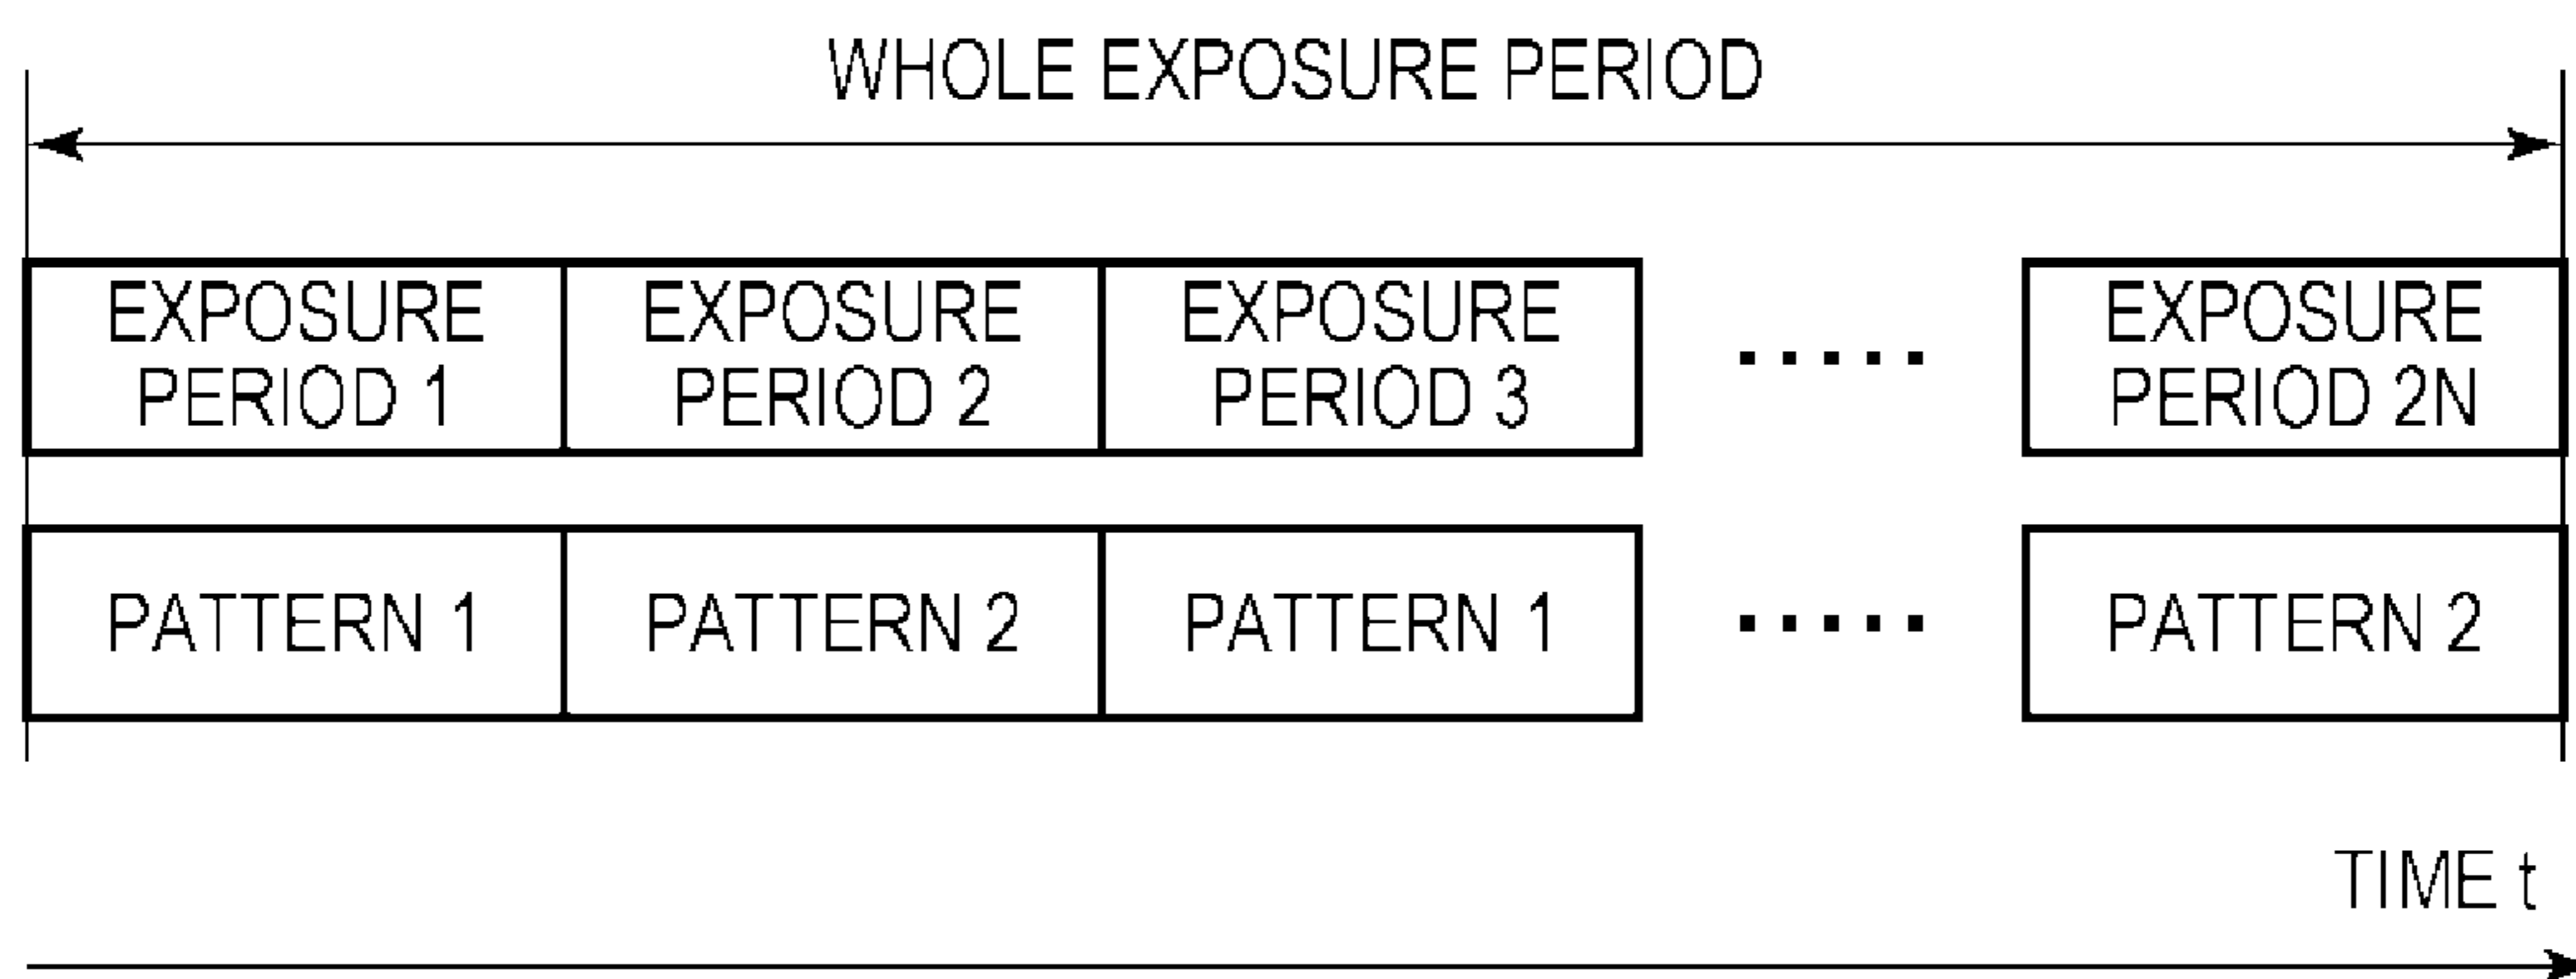 WHOLE EXPOSURE PERIOD
EXPOSURE
PERIOD 1
EXPOSURE
PERIOD 2
EXPOSURE
PERIOD 3
EXPOSURE
PERIOD 2N
PATTERN 1
PATTERN 2
PATTERN 1
PATTERN 2
TIME t